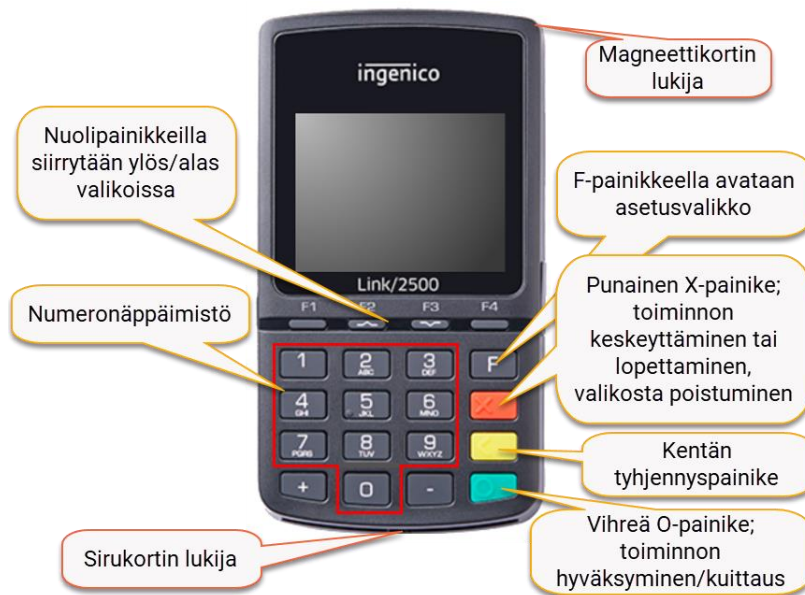 ingenico
Magneettikortin
lukija
Nuolipainikkeilla
siirrytään ylös/alas
valikoissa
F-painikkeella avataan
asetusvalikko
Link/2500
F1 F2 F3 F4
Numeronäppäimistö
Punainen X-painike;
toiminnon
keskeyttäminen tai
lopettaminen,
valikosta poistuminen
1 2 ABC 3 DEF F
4 GHI 5 JKL 6 MNO X
7 PQRS 8 TUV 9 WXYZ <
+ 0 - O
Kentän
tyhjennyspainike
Sirukortin lukija
Vihreä O-painike;
toiminnon
hyväksyminen/kuittaus